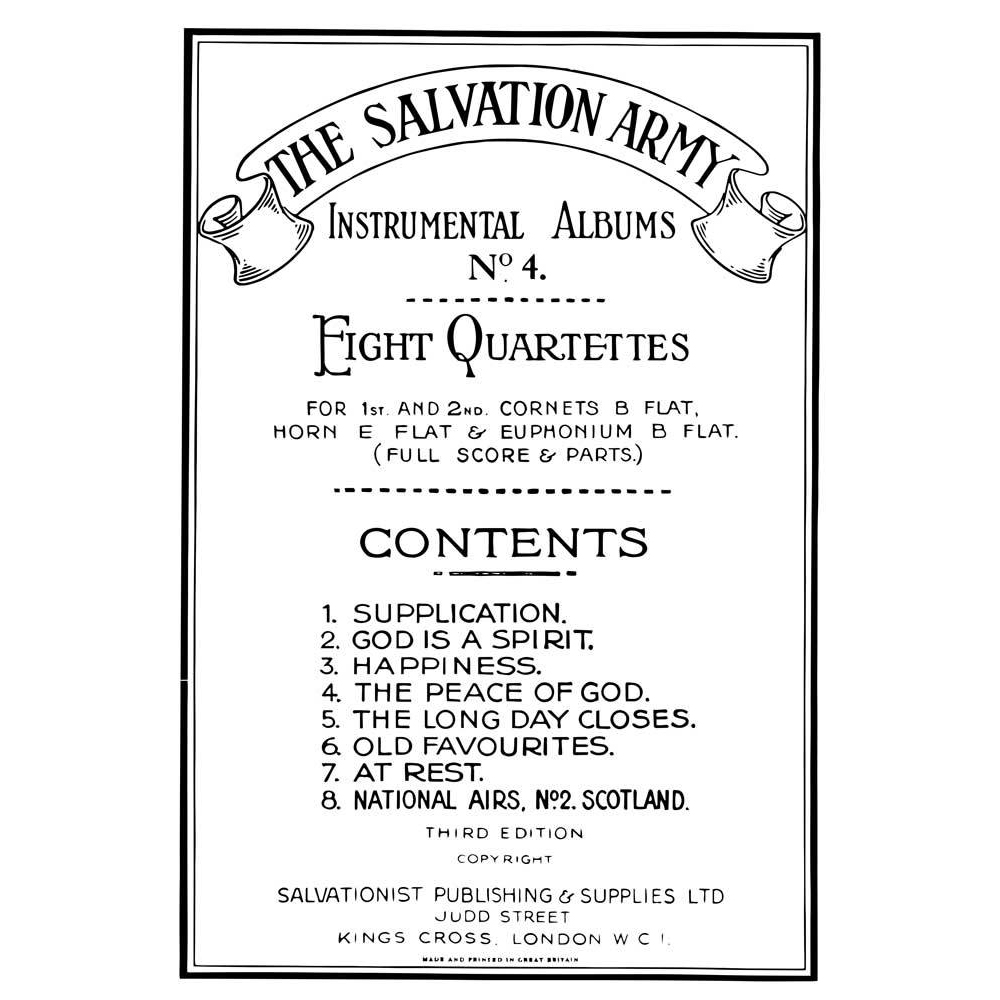 THE SALVATION ARMY
INSTRUMENTAL ALBUMS
Nº 4.
EIGHT QUARTETTES
FOR 1ST. AND 2ND. CORNETS B FLAT,
HORN E FLAT & EUPHONIUM B FLAT.
(FULL SCORE & PARTS.)
CONTENTS
1. SUPPLICATION.
2. GOD IS A SPIRIT.
3. HAPPINESS.
4. THE PEACE OF GOD.
5. THE LONG DAY CLOSES.
6. OLD FAVOURITES.
7. AT REST.
8. NATIONAL AIRS, Nº2. SCOTLAND.
THIRD EDITION
COPYRIGHT
SALVATIONIST PUBLISHING & SUPPLIES LTD
JUDD STREET
KINGS CROSS. LONDON W C 1.
MADE AND PRINTED IN GREAT BRITAIN